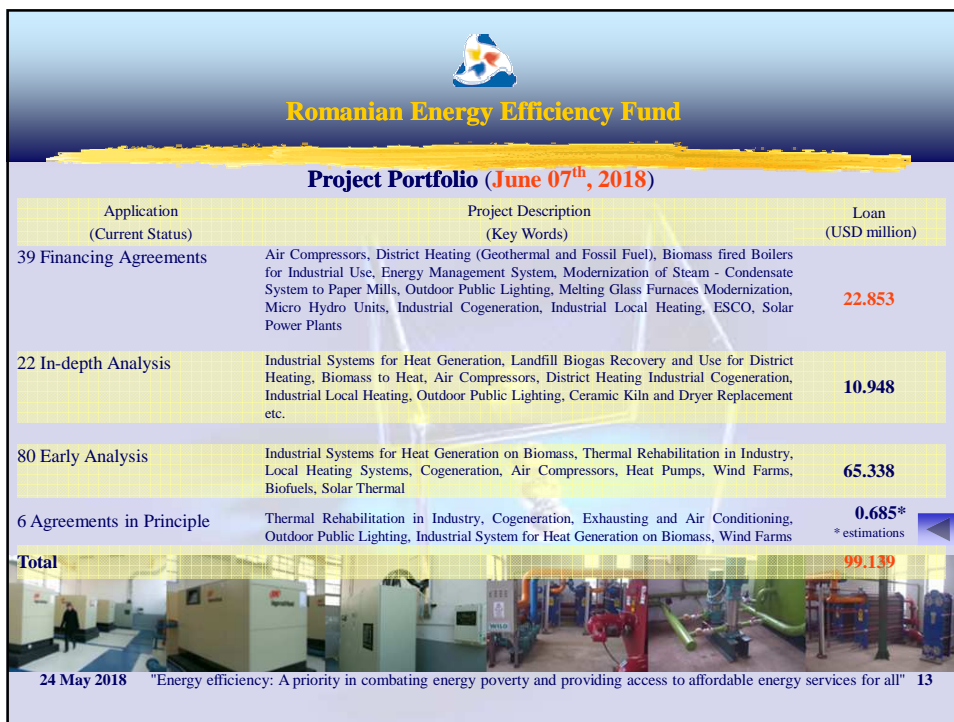 Romanian Energy Efficiency Fund
Project Portfolio (June 07th, 2018)
Application
(Current Status)
Project Description
(Key Words)
Loan
(USD million)
39 Financing Agreements
Air Compressors, District Heating (Geothermal and Fossil Fuel), Biomass fired Boilers
for Industrial Use, Energy Management System, Modernization of Steam - Condensate
System to Paper Mills, Outdoor Public Lighting, Melting Glass Furnaces Modernization,
Micro Hydro Units, Industrial Cogeneration, Industrial Local Heating, ESCO, Solar
Power Plants
22.853
22 In-depth Analysis
Industrial Systems for Heat Generation, Landfill Biogas Recovery and Use for District
Heating, Biomass to Heat, Air Compressors, District Heating Industrial Cogeneration,
Industrial Local Heating, Outdoor Public Lighting, Ceramic Kiln and Dryer Replacement
etc.
10.948
80 Early Analysis
Industrial Systems for Heat Generation on Biomass, Thermal Rehabilitation in Industry,
Local Heating Systems, Cogeneration, Air Compressors, Heat Pumps, Wind Farms,
Biofuels, Solar Thermal
65.338
6 Agreements in Principle
Thermal Rehabilitation in Industry, Cogeneration, Exhausting and Air Conditioning,
Outdoor Public Lighting, Industrial System for Heat Generation on Biomass, Wind Farms
0.685*
* estimations
Total
99.139
WILO
24 May 2018 "Energy efficiency: A priority in combating energy poverty and providing access to affordable energy services for all" 13